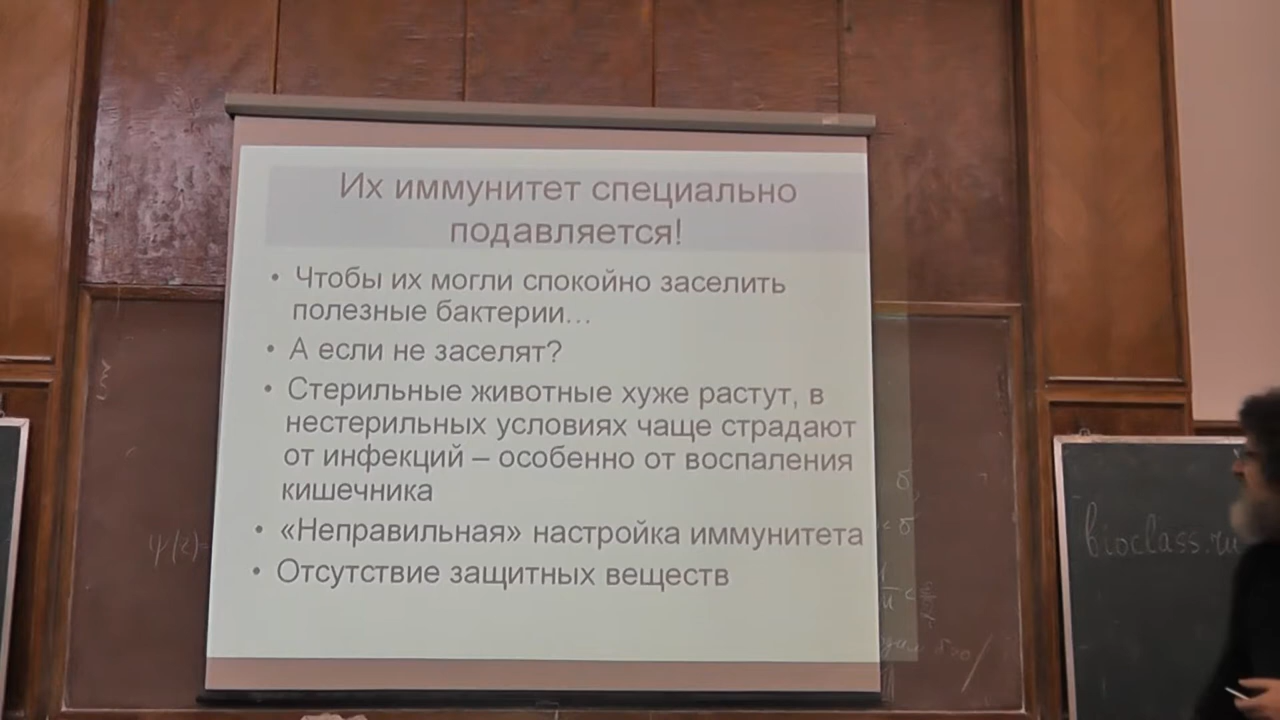 Их иммунитет специально
подавляется!
• Чтобы их могли спокойно заселить
полезные бактерии...
• А если не заселят?
• Стерильные животные хуже растут, в
нестерильных условиях чаще страдают
от инфекций – особенно от воспаления
кишечника
• «Неправильная» настройка иммунитета
• Отсутствие защитных веществ
bioclass.ru